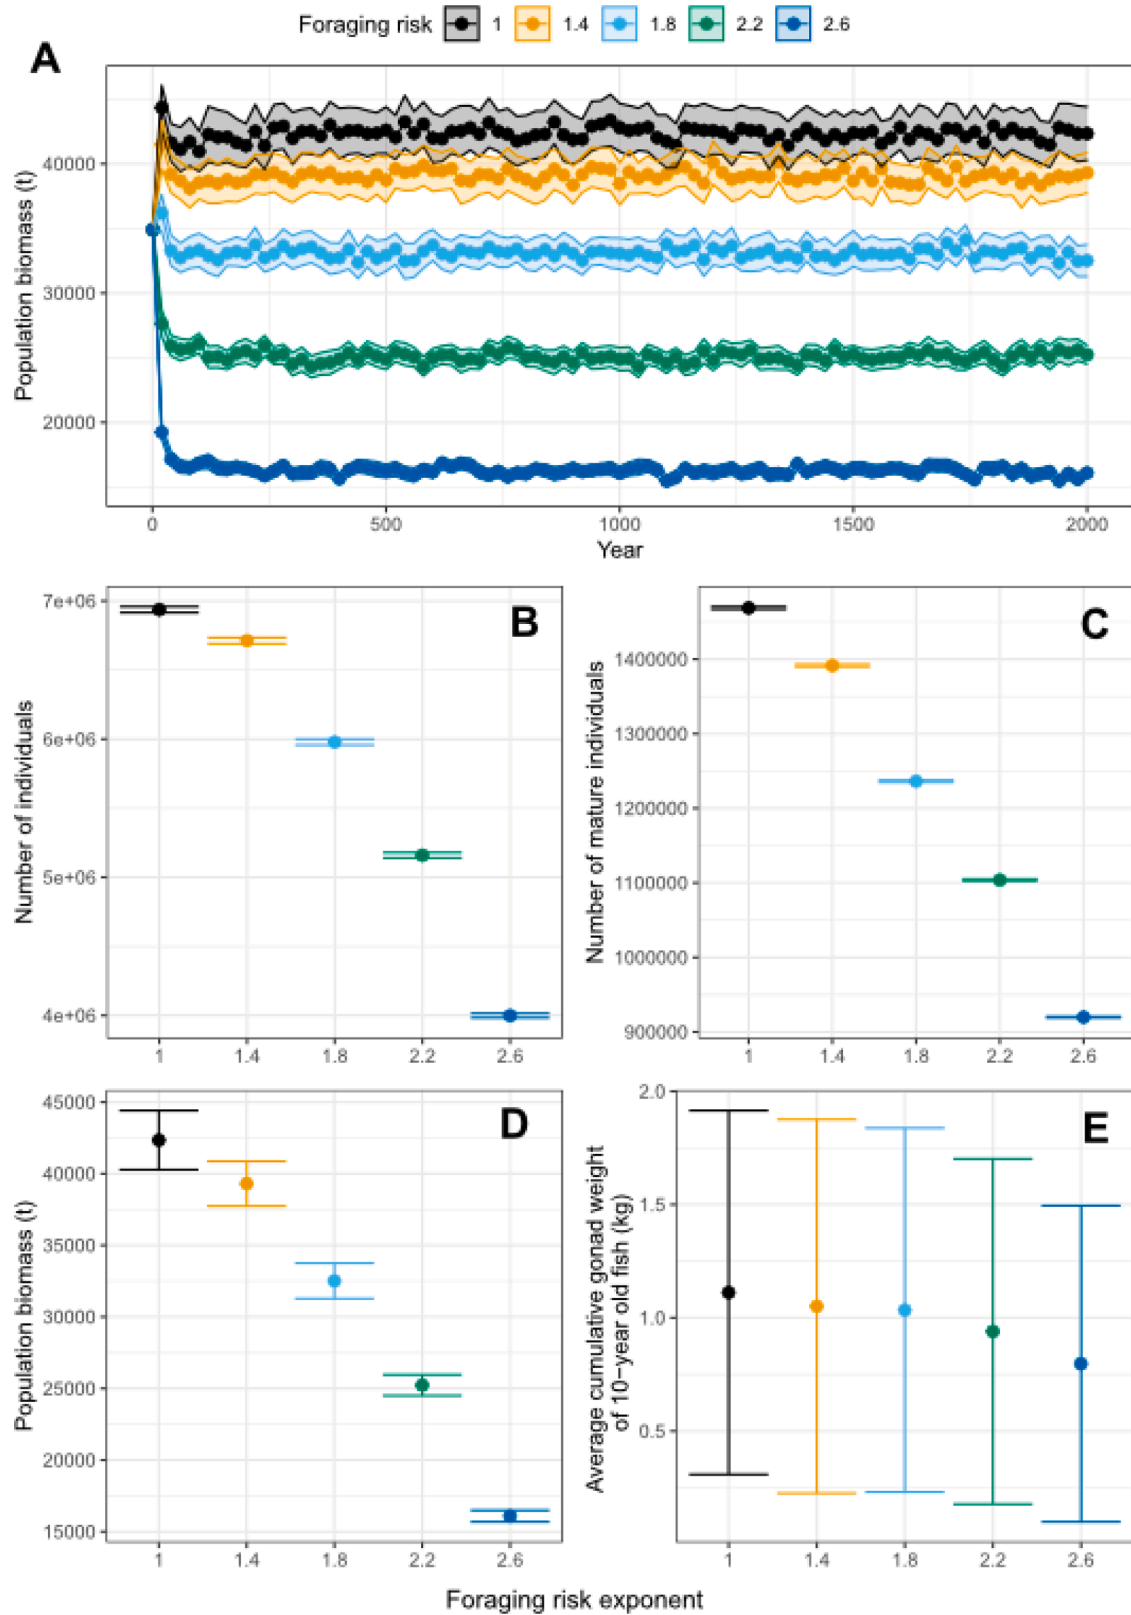 Foraging risk 1 1.4 1.8 2.2 2.6
A
Population biomass (t)
40000
30000
20000
0 500 1000 1500 2000
Year
B
Number of individuals
7e+06
6e+06
5e+06
4e+06
1 1.4 1.8 2.2 2.6
C
Number of mature individuals
1400000
1300000
1200000
1100000
1000000
900000
1 1.4 1.8 2.2 2.6
D
Population biomass (t)
45000
40000
35000
30000
25000
20000
15000
1 1.4 1.8 2.2 2.6
E
Average cumulative gonad weight
of 10−year old fish (kg)
2.0
1.5
1.0
0.5
1 1.4 1.8 2.2 2.6
Foraging risk exponent